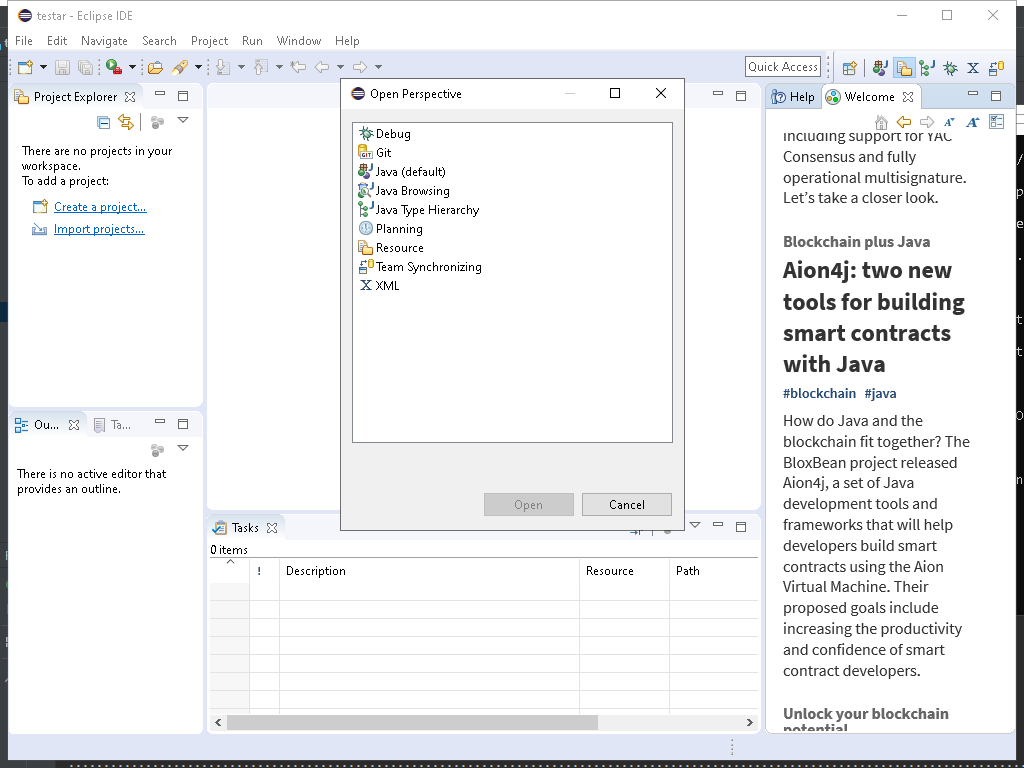 testar - Eclipse IDE
File Edit Navigate Search Project Run Window Help
Quick Access
Project Explorer
There are no projects in your
workspace.
To add a project:
Create a project...
Import projects...
Ou...
Ta...
There is no active editor that
provides an outline.
Open Perspective
Debug
Git
Java (default)
Java Browsing
Java Type Hierarchy
Planning
Resource
Team Synchronizing
XML
Open
Cancel
Tasks
0 items
! Description Resource Path
Help
Welcome
including support for YAC
Consensus and fully
operational multisignature.
Let’s take a closer look.
Blockchain plus Java
Aion4j: two new
tools for building
smart contracts
with Java
#blockchain #java
How do Java and the
blockchain fit together? The
BloxBean project released
Aion4j, a set of Java
development tools and
frameworks that will help
developers build smart
contracts using the Aion
Virtual Machine. Their
proposed goals include
increasing the productivity
and confidence of smart
contract developers.
Unlock your blockchain
potential